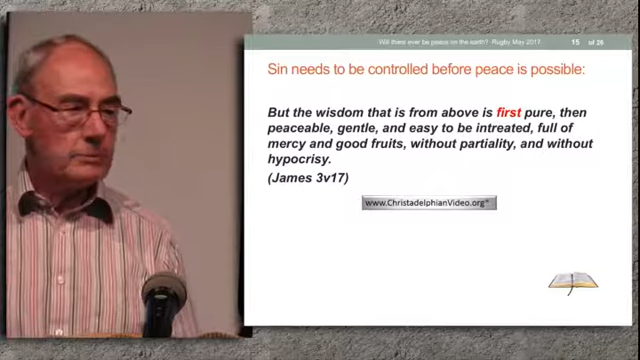 Will there ever be peace on the earth? Rugby May 2017
15 of 26
Sin needs to be controlled before peace is possible:
But the wisdom that is from above is first pure, then
peaceable, gentle, and easy to be intreated, full of
mercy and good fruits, without partiality, and without
hypocrisy.
(James 3v17)
www.ChristadelphianVideo.org